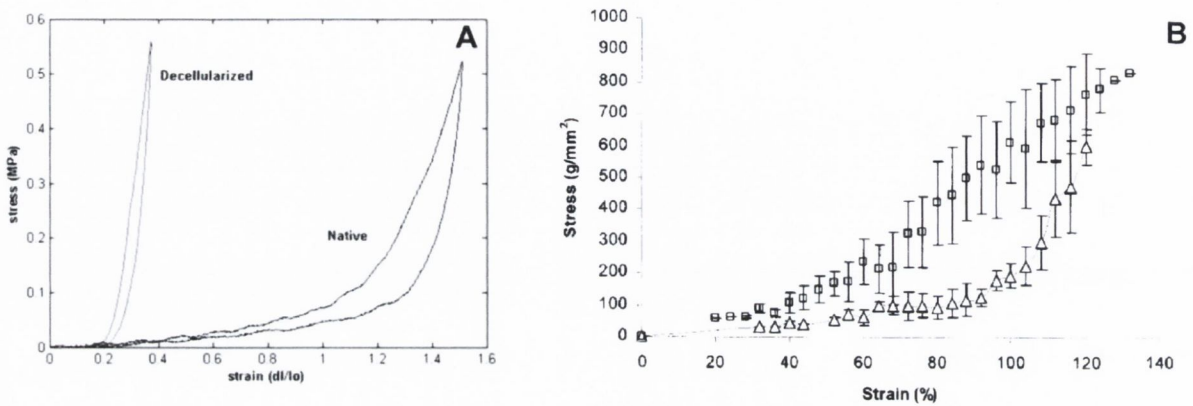 A
0.6
0.5
0.4
0.3
0.2
0.1
0
stress (MPa)
Decellularized
Native
0 0.2 0.4 0.6 0.8 1 1.2 1.4 1.6
strain (dl/lo)
B
1000
900
800
700
600
500
400
300
200
100
0
Stress (g/mm²)
0 20 40 60 80 100 120 140
Strain (%)